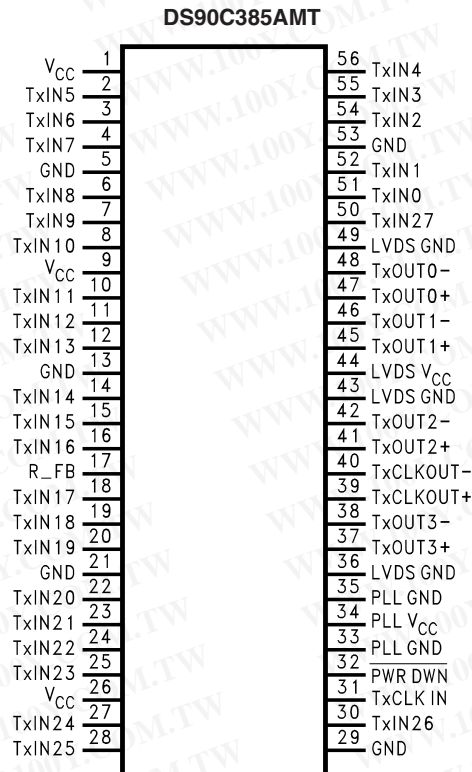 DS90C385AMT
VCC 1 56 TxIN4
TxIN5 2 55 TxIN3
TxIN6 3 54 TxIN2
TxIN7 4 53 GND
GND 5 52 TxIN1
TxIN8 6 51 TxIN0
TxIN9 7 50 TxIN27
TxIN10 8 49 LVDS GND
VCC 9 48 TxOUT0-
TxIN11 10 47 TxOUT0+
TxIN12 11 46 TxOUT1-
TxIN13 12 45 TxOUT1+
GND 13 44 LVDS VCC
TxIN14 14 43 LVDS GND
TxIN15 15 42 TxOUT2-
TxIN16 16 41 TxOUT2+
R_FB 17 40 TxCLKOUT-
TxIN17 18 39 TxCLKOUT+
TxIN18 19 38 TxOUT3-
TxIN19 20 37 TxOUT3+
GND 21 36 LVDS GND
TxIN20 22 35 PLL GND
TxIN21 23 34 PLL VCC
TxIN22 24 33 PLL GND
TxIN23 25 32 PWR DWN
VCC 26 31 TxCLK IN
TxIN24 27 30 TxIN26
TxIN25 28 29 GND
WWW.100Y.COM.TW